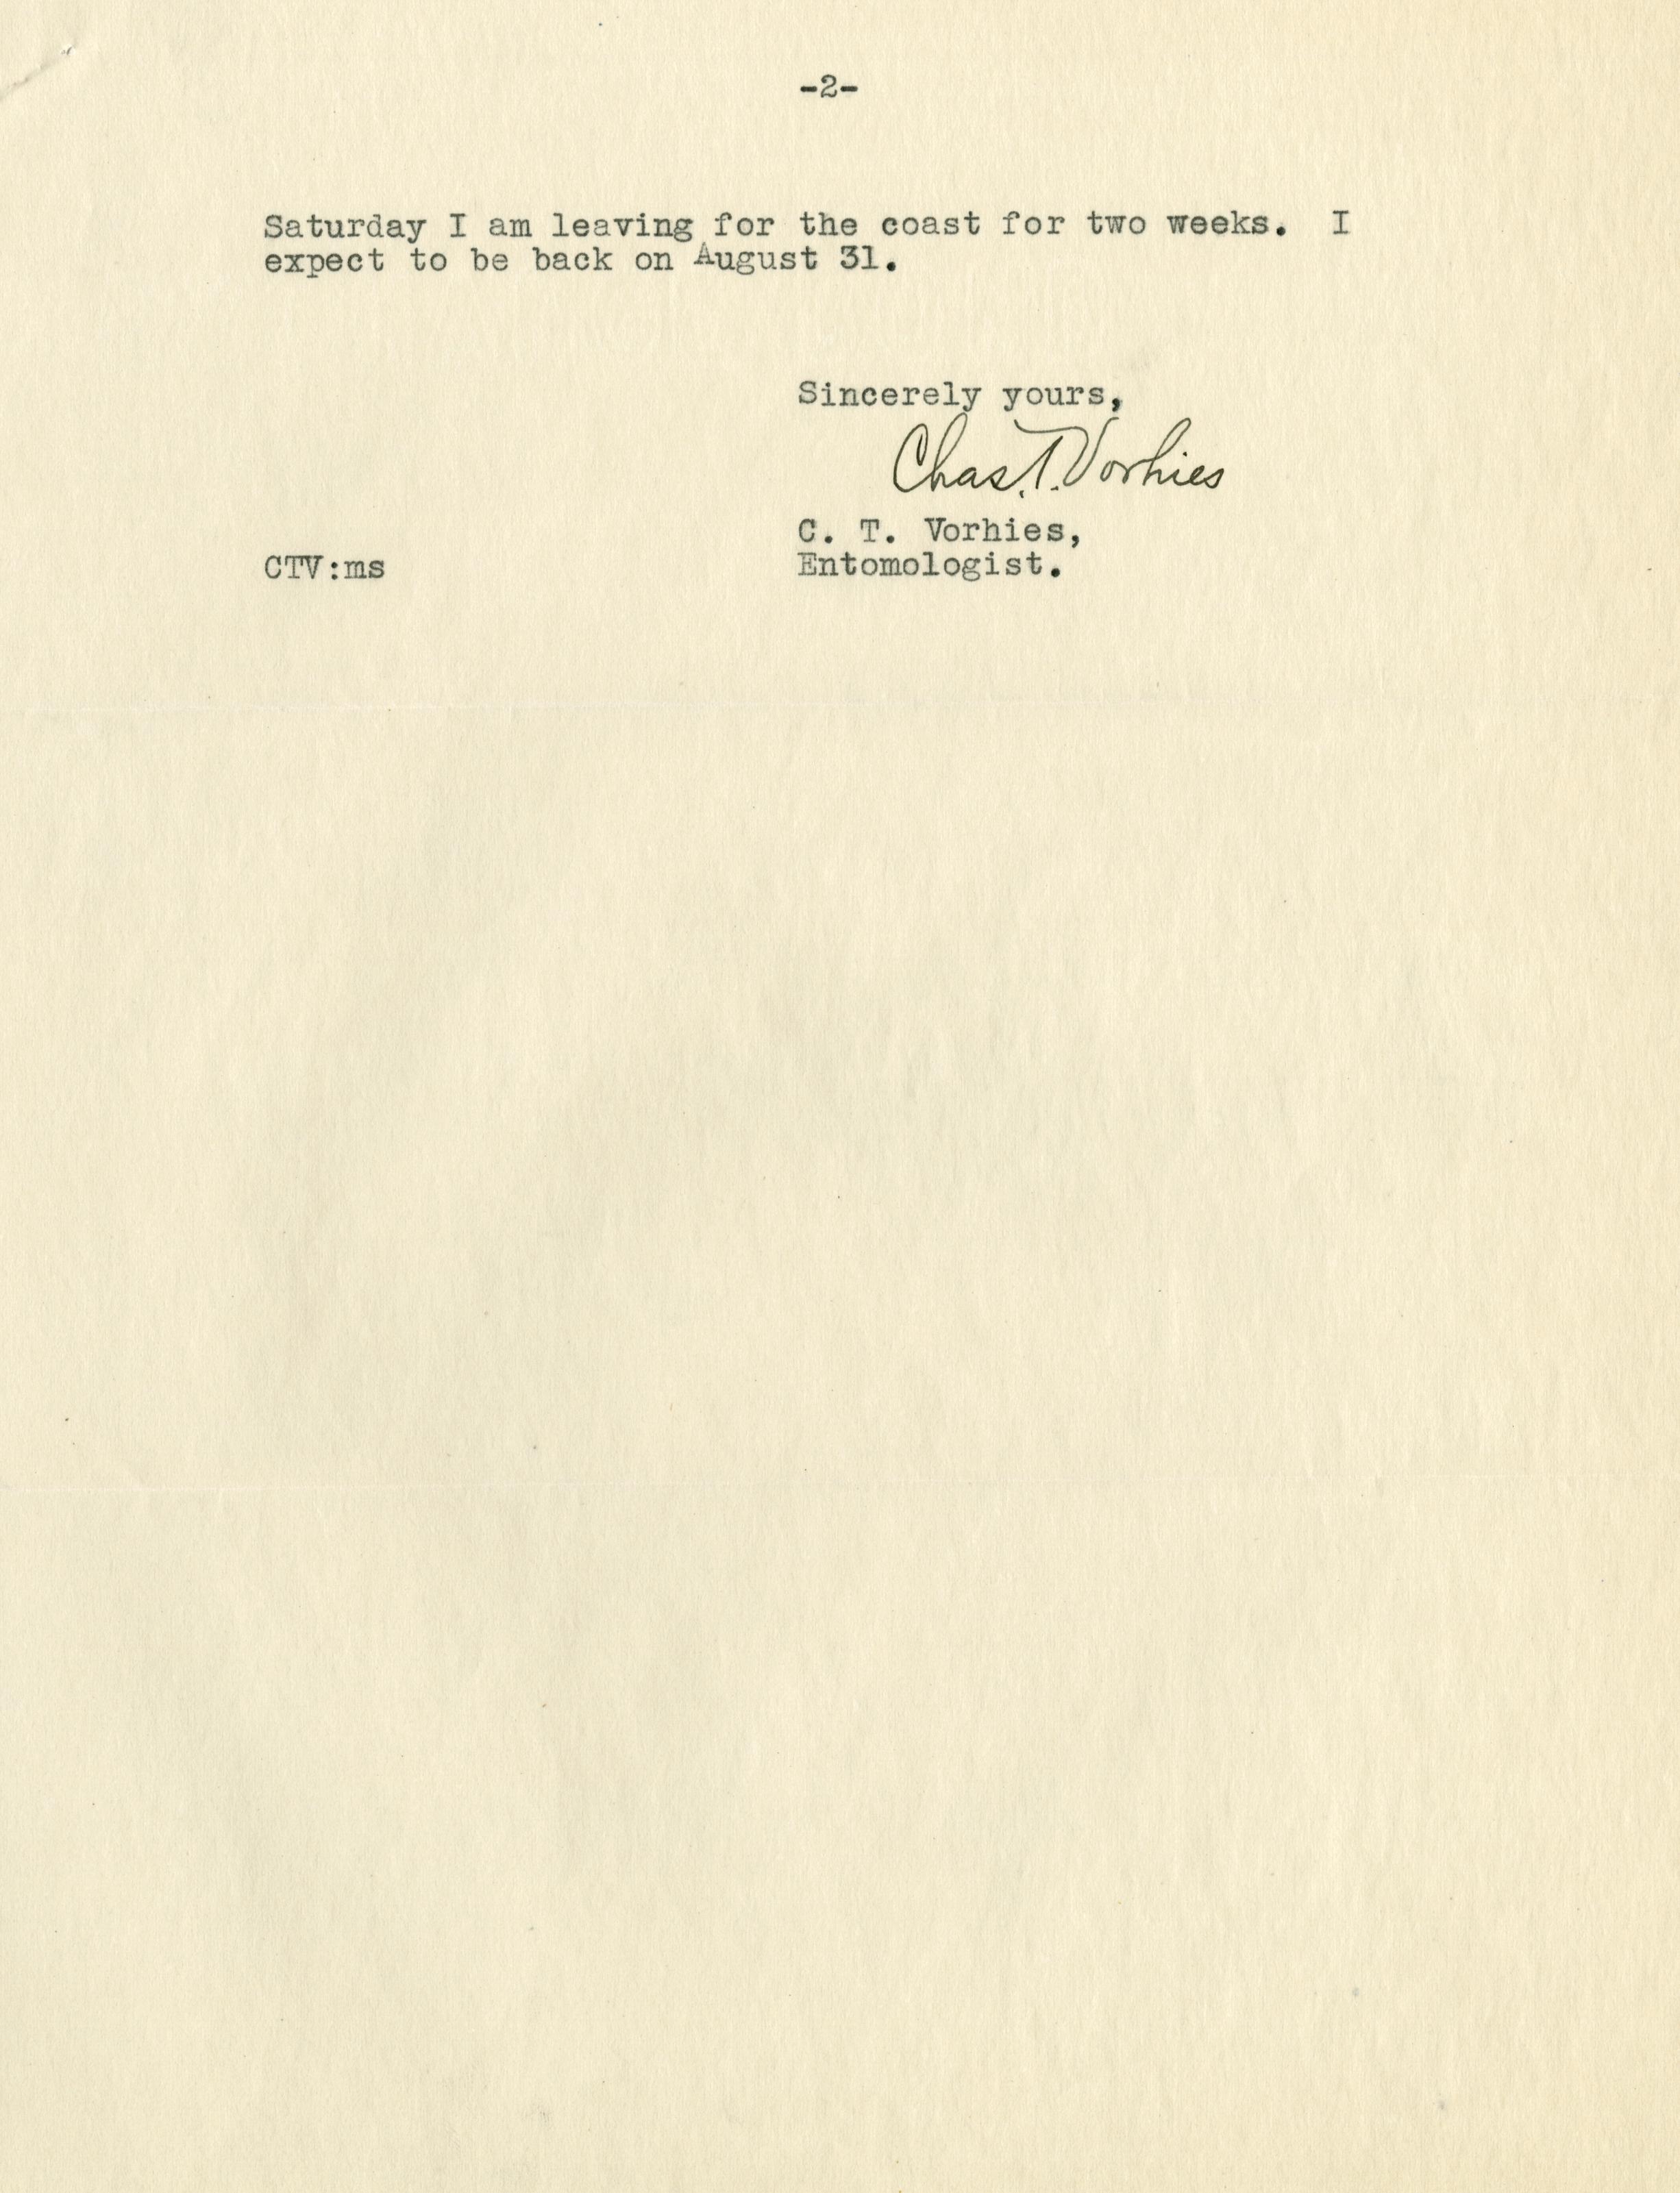 -2-
Saturday I am leaving for the coast for two weeks.  I
expect to be back on August 31.
Sincerely yours,
Chas. T. Vorhies
C. T. Vorhies,
CTV:ms Entomologist.